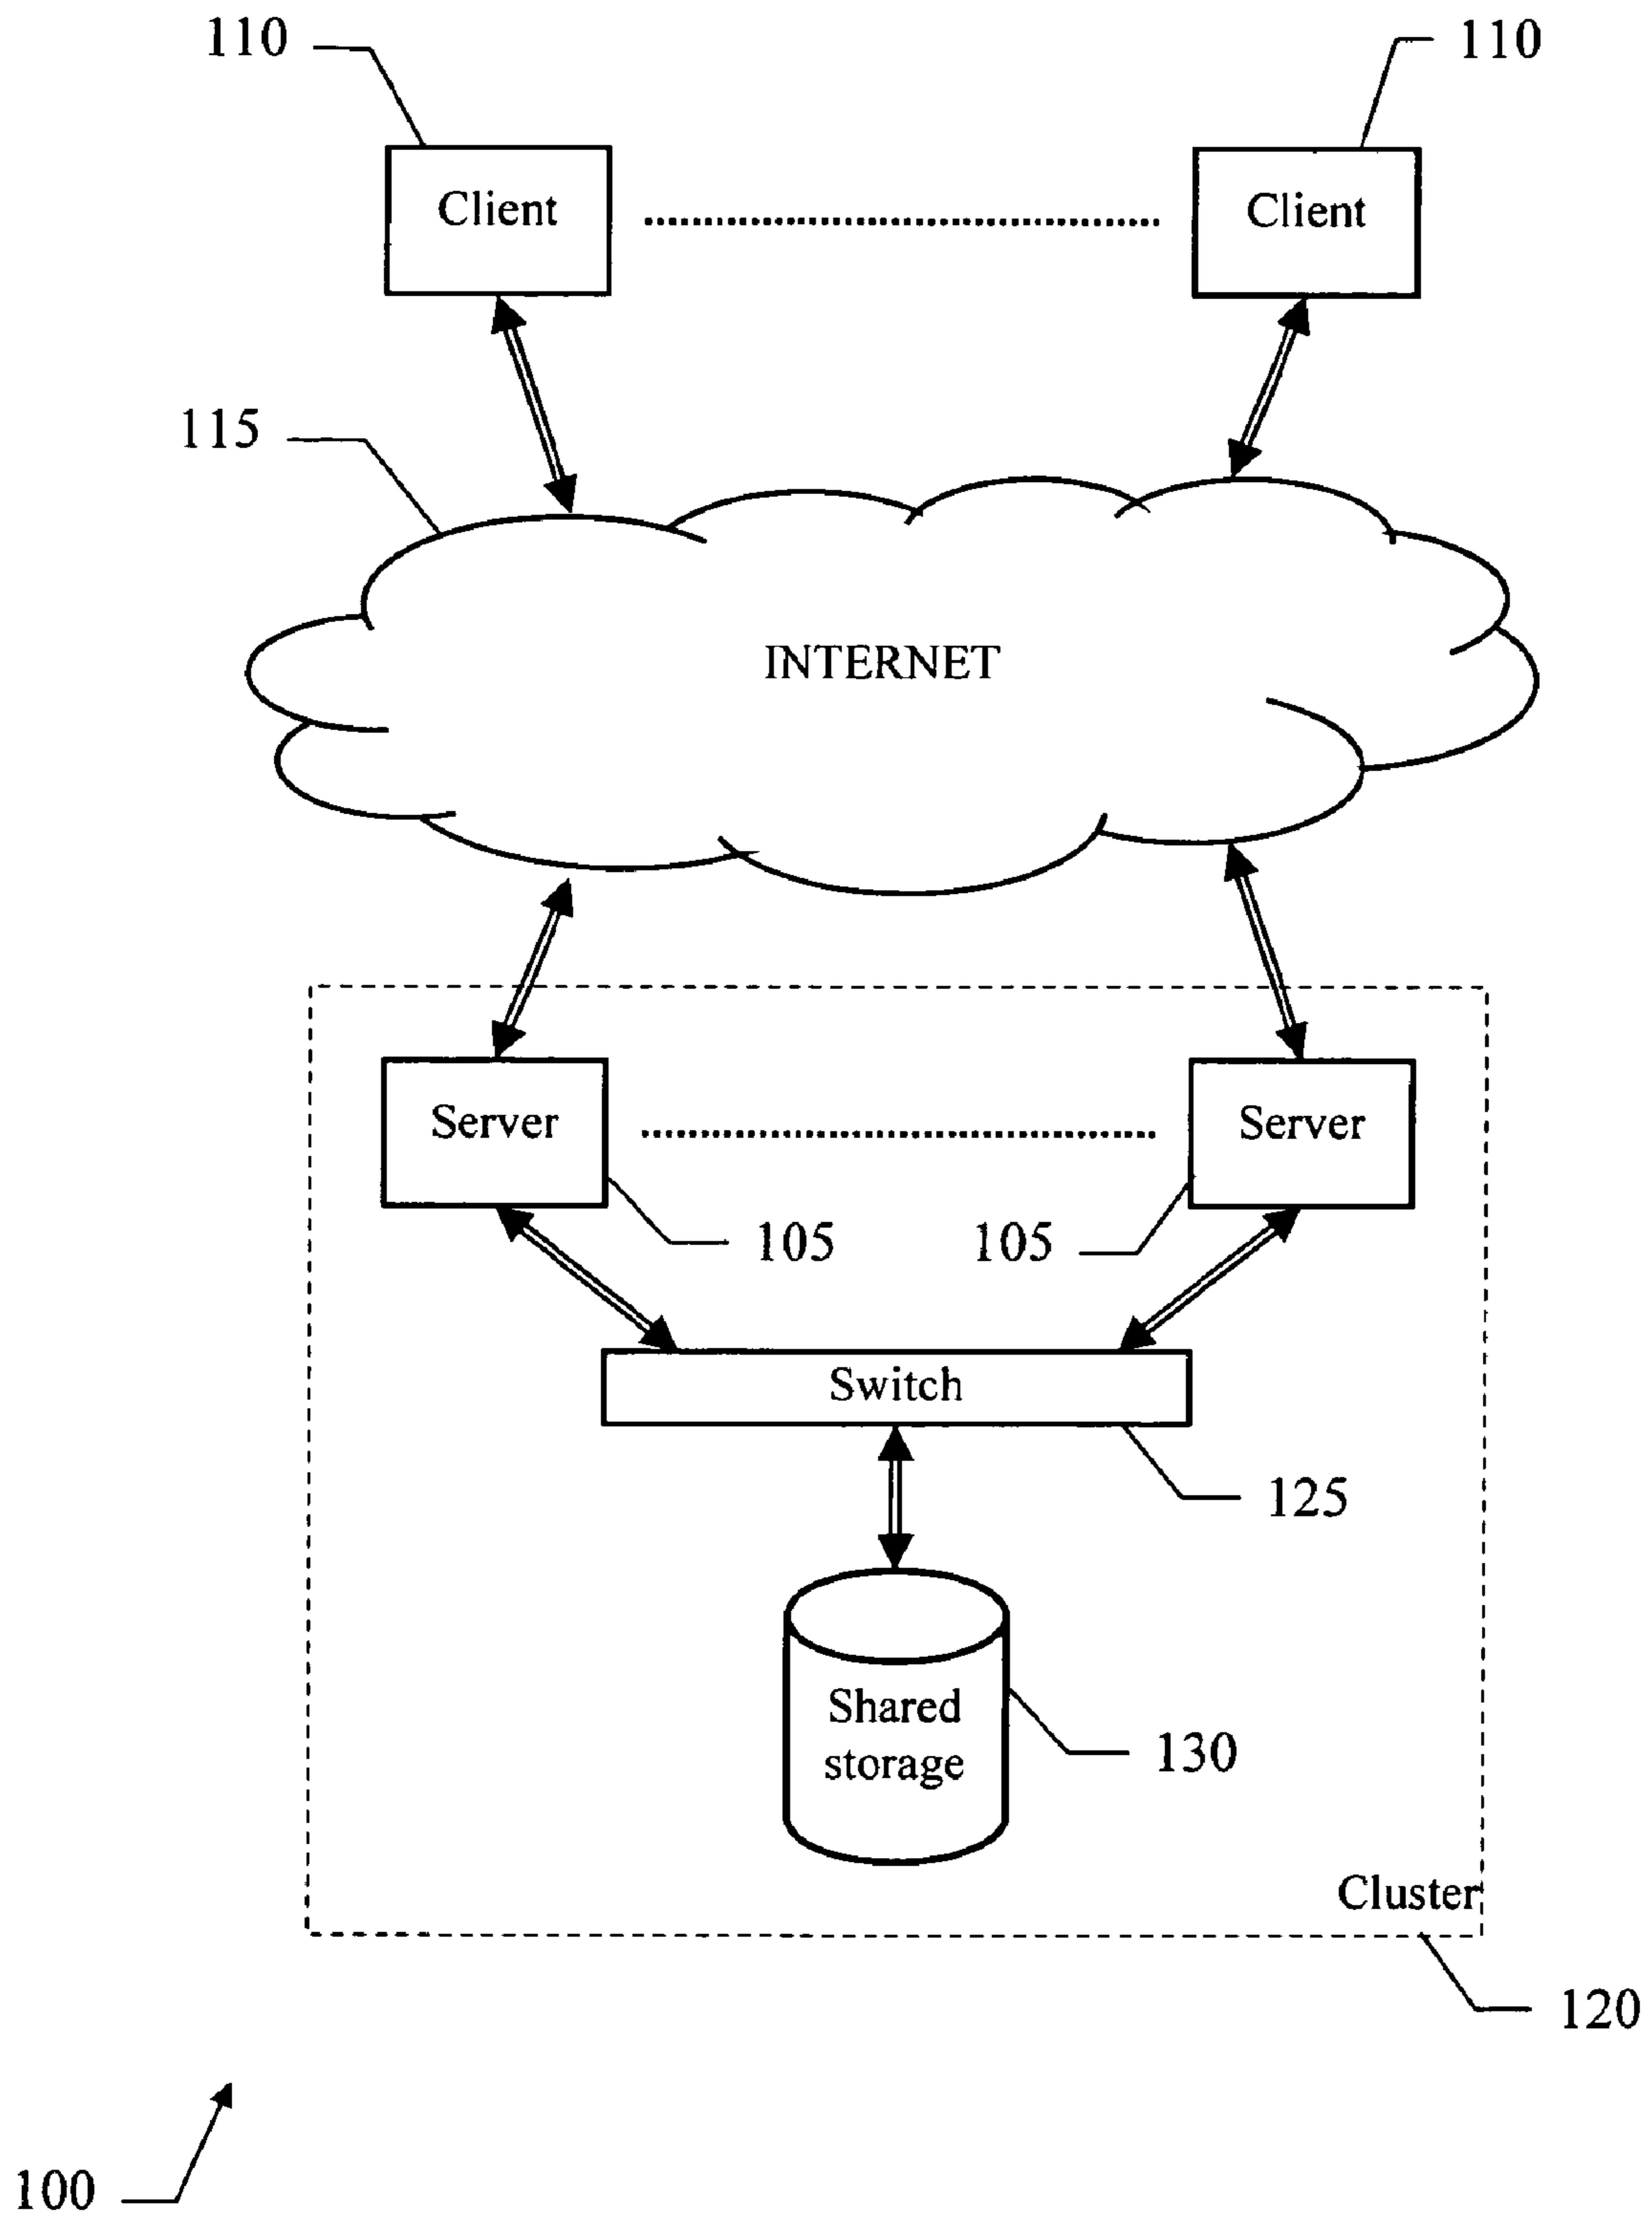 110
110
Client
Client
115
INTERNET
Server
Server
105
105
Switch
125
Shared
storage
130
Cluster
120
100